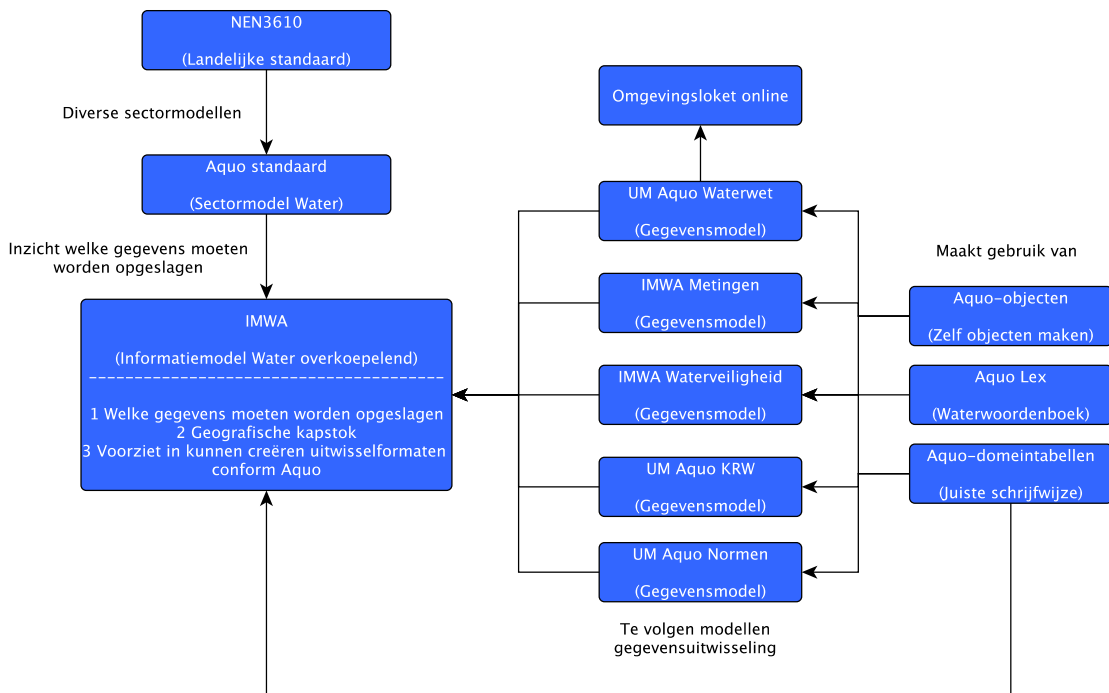 NEN3610
(Landelijke standaard)
Diverse sectormodellen
Aquo standaard
(Sectormodel Water)
Inzicht welke gegevens moeten
worden opgeslagen
IMWA
(Informatiemodel Water overkoepelend)
---------------------------------------
1 Welke gegevens moeten worden opgeslagen
2 Geografische kapstok
3 Voorziet in kunnen creëren uitwisselformaten
conform Aquo
Omgevingsloket online
UM Aquo Waterwet
(Gegevensmodel)
IMWA Metingen
(Gegevensmodel)
IMWA Waterveiligheid
(Gegevensmodel)
UM Aquo KRW
(Gegevensmodel)
UM Aquo Normen
(Gegevensmodel)
Te volgen modellen
gegevensuitwisseling
Maakt gebruik van
Aquo-objecten
(Zelf objecten maken)
Aquo Lex
(Waterwoordenboek)
Aquo-domeintabellen
(Juiste schrijfwijze)